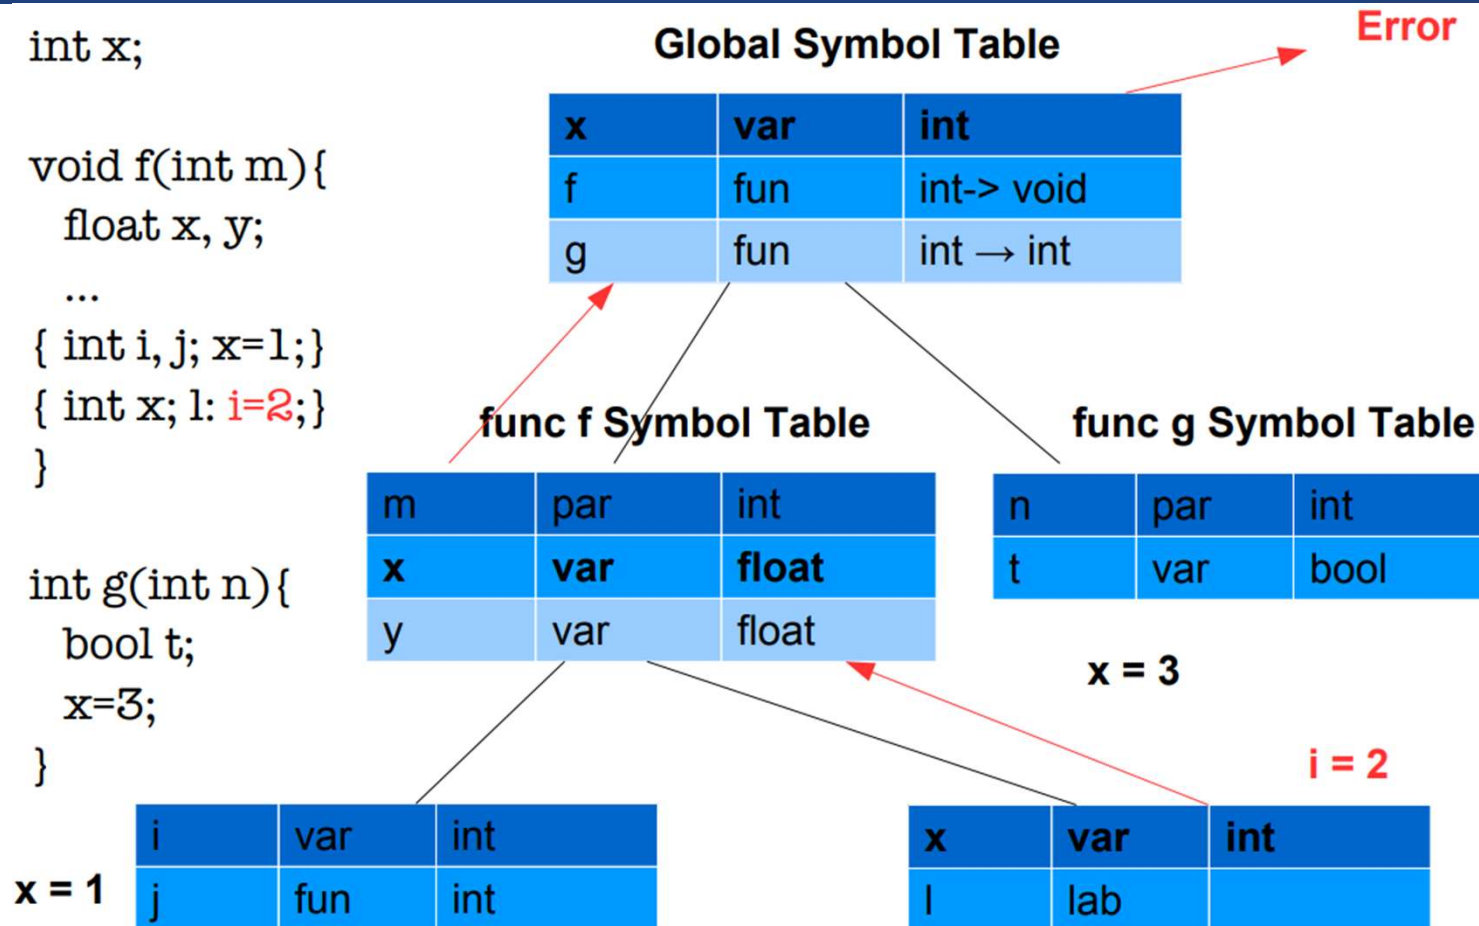 int x;
void f(int m){
float x, y;
...
{ int i, j; x=1;}
{ int x; l: i=2;}
}
int g(int n){
bool t;
x=3;
}
Error
Global Symbol Table
x var int
f fun int-> void
g fun int → int
func f Symbol Table
m par int
x var float
y var float
func g Symbol Table
n par int
t var bool
x = 3
i = 2
x = 1
i var int
j fun int
x var int
l lab